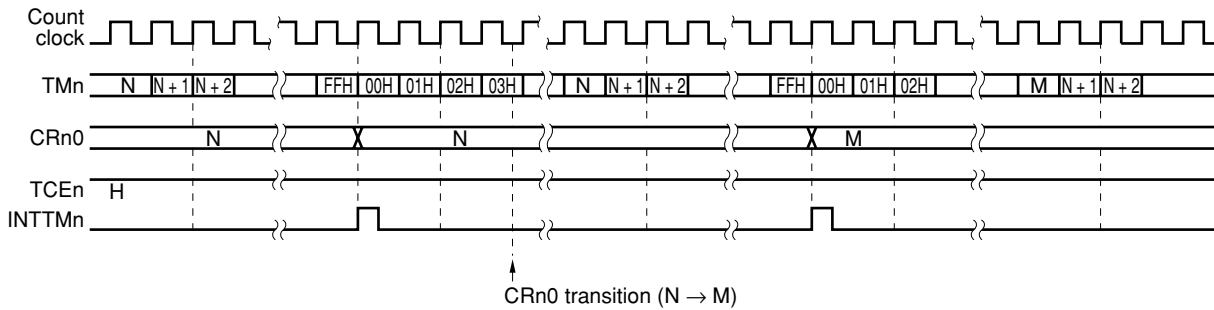 Count
clock
TMn N N + 1 N + 2 FFH 00H 01H 02H 03H N N + 1 N + 2 FFH 00H 01H 02H M N + 1 N + 2
CRn0 N N M
TCEn H
INTTMn
CRn0 transition (N → M)